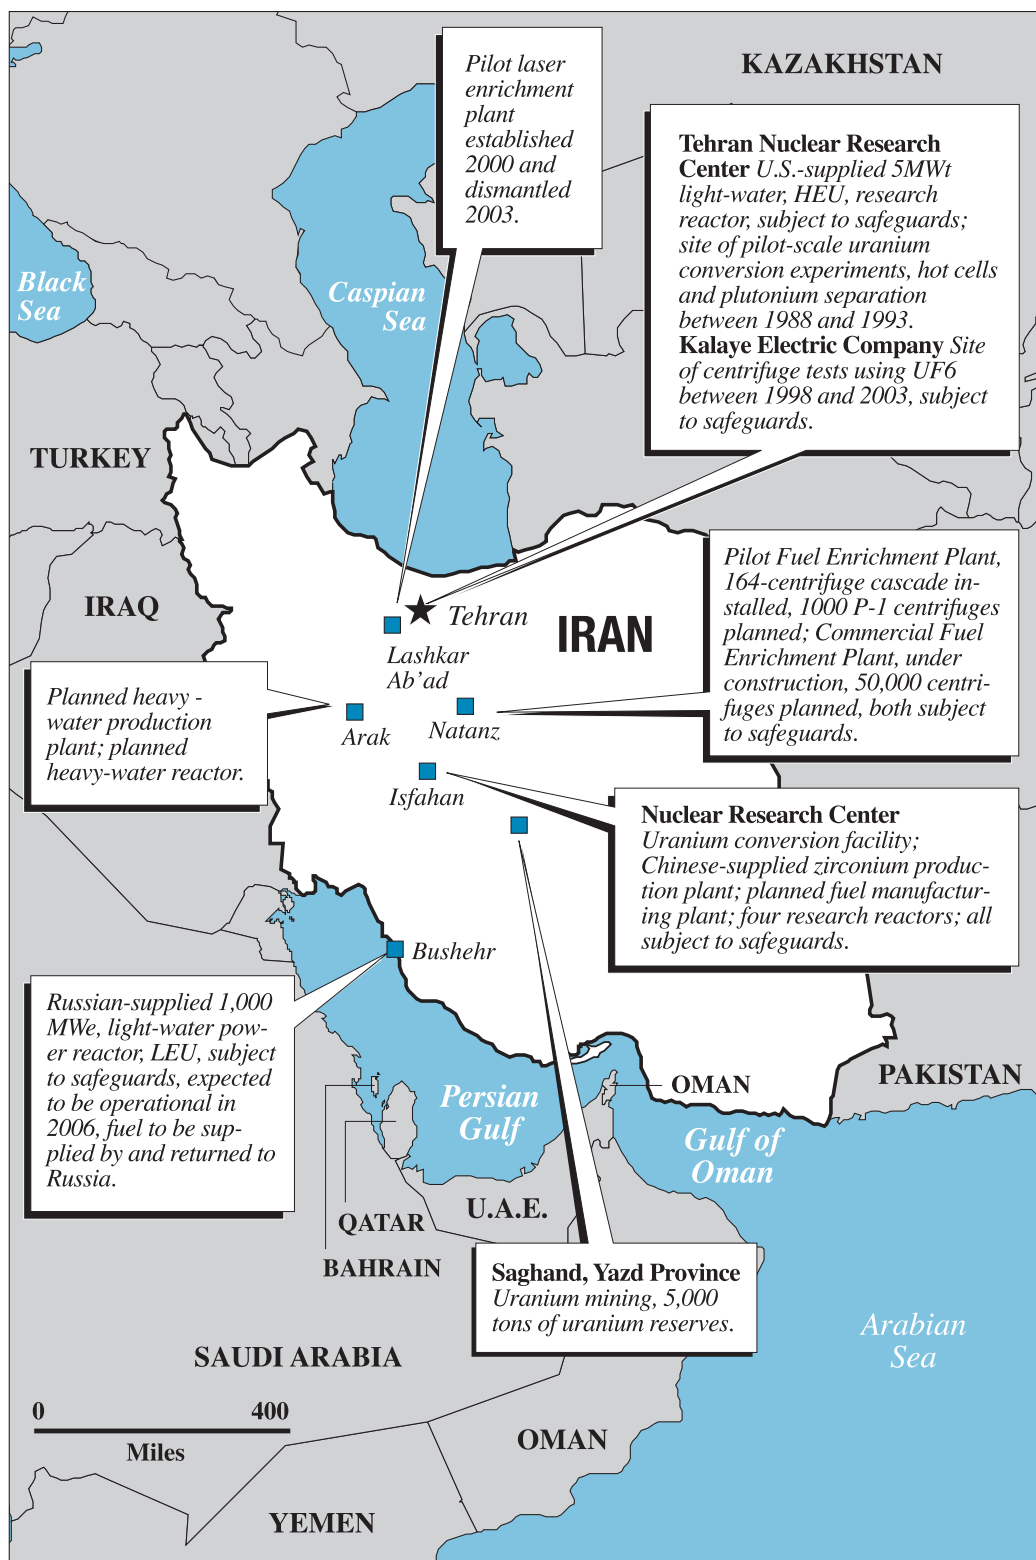 Pilot laser
enrichment
plant
established
2000 and
dismantled
2003.
KAZAKHSTAN
Tehran Nuclear Research
Center U.S.-supplied 5MWt
light-water, HEU, research
reactor, subject to safeguards;
site of pilot-scale uranium
conversion experiments, hot cells
and plutonium separation
between 1988 and 1993.
Kalaye Electric Company Site
of centrifuge tests using UF6
between 1998 and 2003, subject
to safeguards.
Black
Sea
Caspian
Sea
TURKEY
IRAQ
Tehran
IRAN
Lashkar
Ab’ad
Pilot Fuel Enrichment Plant,
164-centrifuge cascade in-
stalled, 1000 P-1 centrifuges
planned; Commercial Fuel
Enrichment Plant, under
construction, 50,000 centri-
fuges planned, both subject
to safeguards.
Planned heavy -
water production
plant; planned
heavy-water reactor.
Arak
Natanz
Isfahan
Nuclear Research Center
Uranium conversion facility;
Chinese-supplied zirconium produc-
tion plant; planned fuel manufactur-
ing plant; four research reactors; all
subject to safeguards.
Bushehr
Russian-supplied 1,000
MWe, light-water pow-
er reactor, LEU, subject
to safeguards, expected
to be operational in
2006, fuel to be sup-
plied by and returned to
Russia.
Persian
Gulf
OMAN
PAKISTAN
Gulf of
Oman
U.A.E.
QATAR
BAHRAIN
Saghand, Yazd Province
Uranium mining, 5,000
tons of uranium reserves.
SAUDI ARABIA
Arabian
Sea
0 400
Miles
OMAN
YEMEN